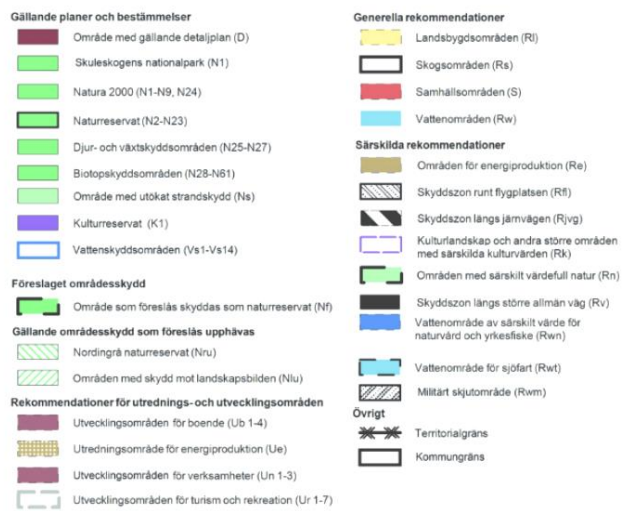 Gällande planer och bestämmelser
Område med gällande detaljplan (D)
Skuleskogens nationalpark (N1)
Natura 2000 (N1-N9, N24)
Naturreservat (N2-N23)
Djur- och växtskyddsområden (N25-N27)
Biotopskyddsområden (N28-N61)
Område med utökat strandskydd (Ns)
Kulturreservat (K1)
Vattenskyddsområden (Vs1-Vs14)
Föreslaget områdesskydd
Område som föreslås skyddas som naturreservat (Nf)
Gällande områdesskydd som föreslås upphävas
Nordingrå naturreservat (Nru)
Områden med skydd mot landskapsbilden (Nlu)
Rekommendationer för utrednings- och utvecklingsområden
Utvecklingsområden för boende (Ub 1-4)
Utredningsområde för energiproduktion (Ue)
Utvecklingsområden för verksamheter (Un 1-3)
Utvecklingsområden för turism och rekreation (Ur 1-7)
Generella rekommendationer
Landsbygdsområden (Rl)
Skogsområden (Rs)
Samhällsområden (S)
Vattenområden (Rw)
Särskilda rekommendationer
Områden för energiproduktion (Re)
Skyddszon runt flygplatsen (Rfl)
Skyddszon längs järnvägen (Rjvg)
Kulturlandskap och andra större områden
med särskilda kulturvärden (Rk)
Områden med särskilt värdefull natur (Rn)
Skyddszon längs större allmän väg (Rv)
Vattenområde av särskilt värde för
naturvård och yrkesfiske (Rwn)
Vattenområde för sjöfart (Rwt)
Militärt skjutområde (Rwm)
Övrigt
Territorialgräns
Kommungräns